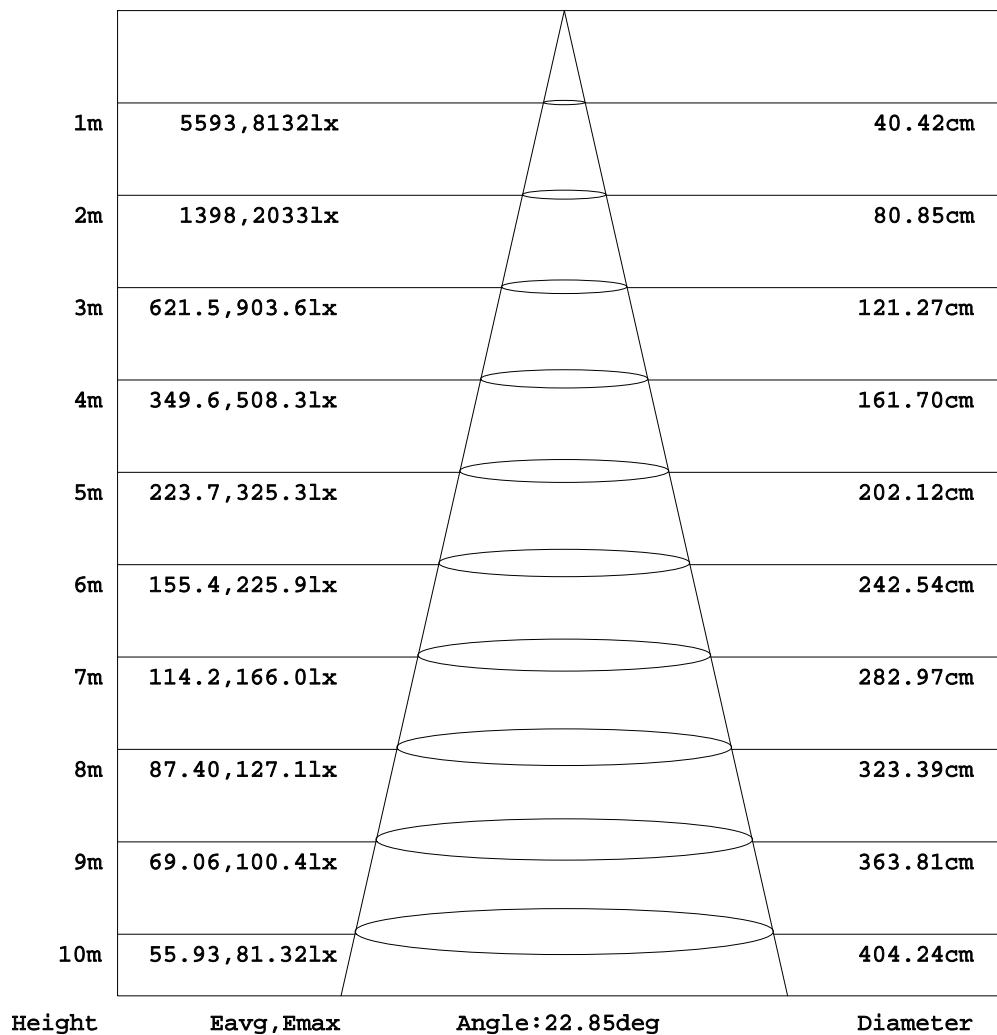 1m 5593,8132lx 40.42cm
2m 1398,2033lx 80.85cm
3m 621.5,903.6lx 121.27cm
4m 349.6,508.3lx 161.70cm
5m 223.7,325.3lx 202.12cm
6m 155.4,225.9lx 242.54cm
7m 114.2,166.0lx 282.97cm
8m 87.40,127.1lx 323.39cm
9m 69.06,100.4lx 363.81cm
10m 55.93,81.32lx 404.24cm
Height Eavg,Emax Angle:22.85deg Diameter